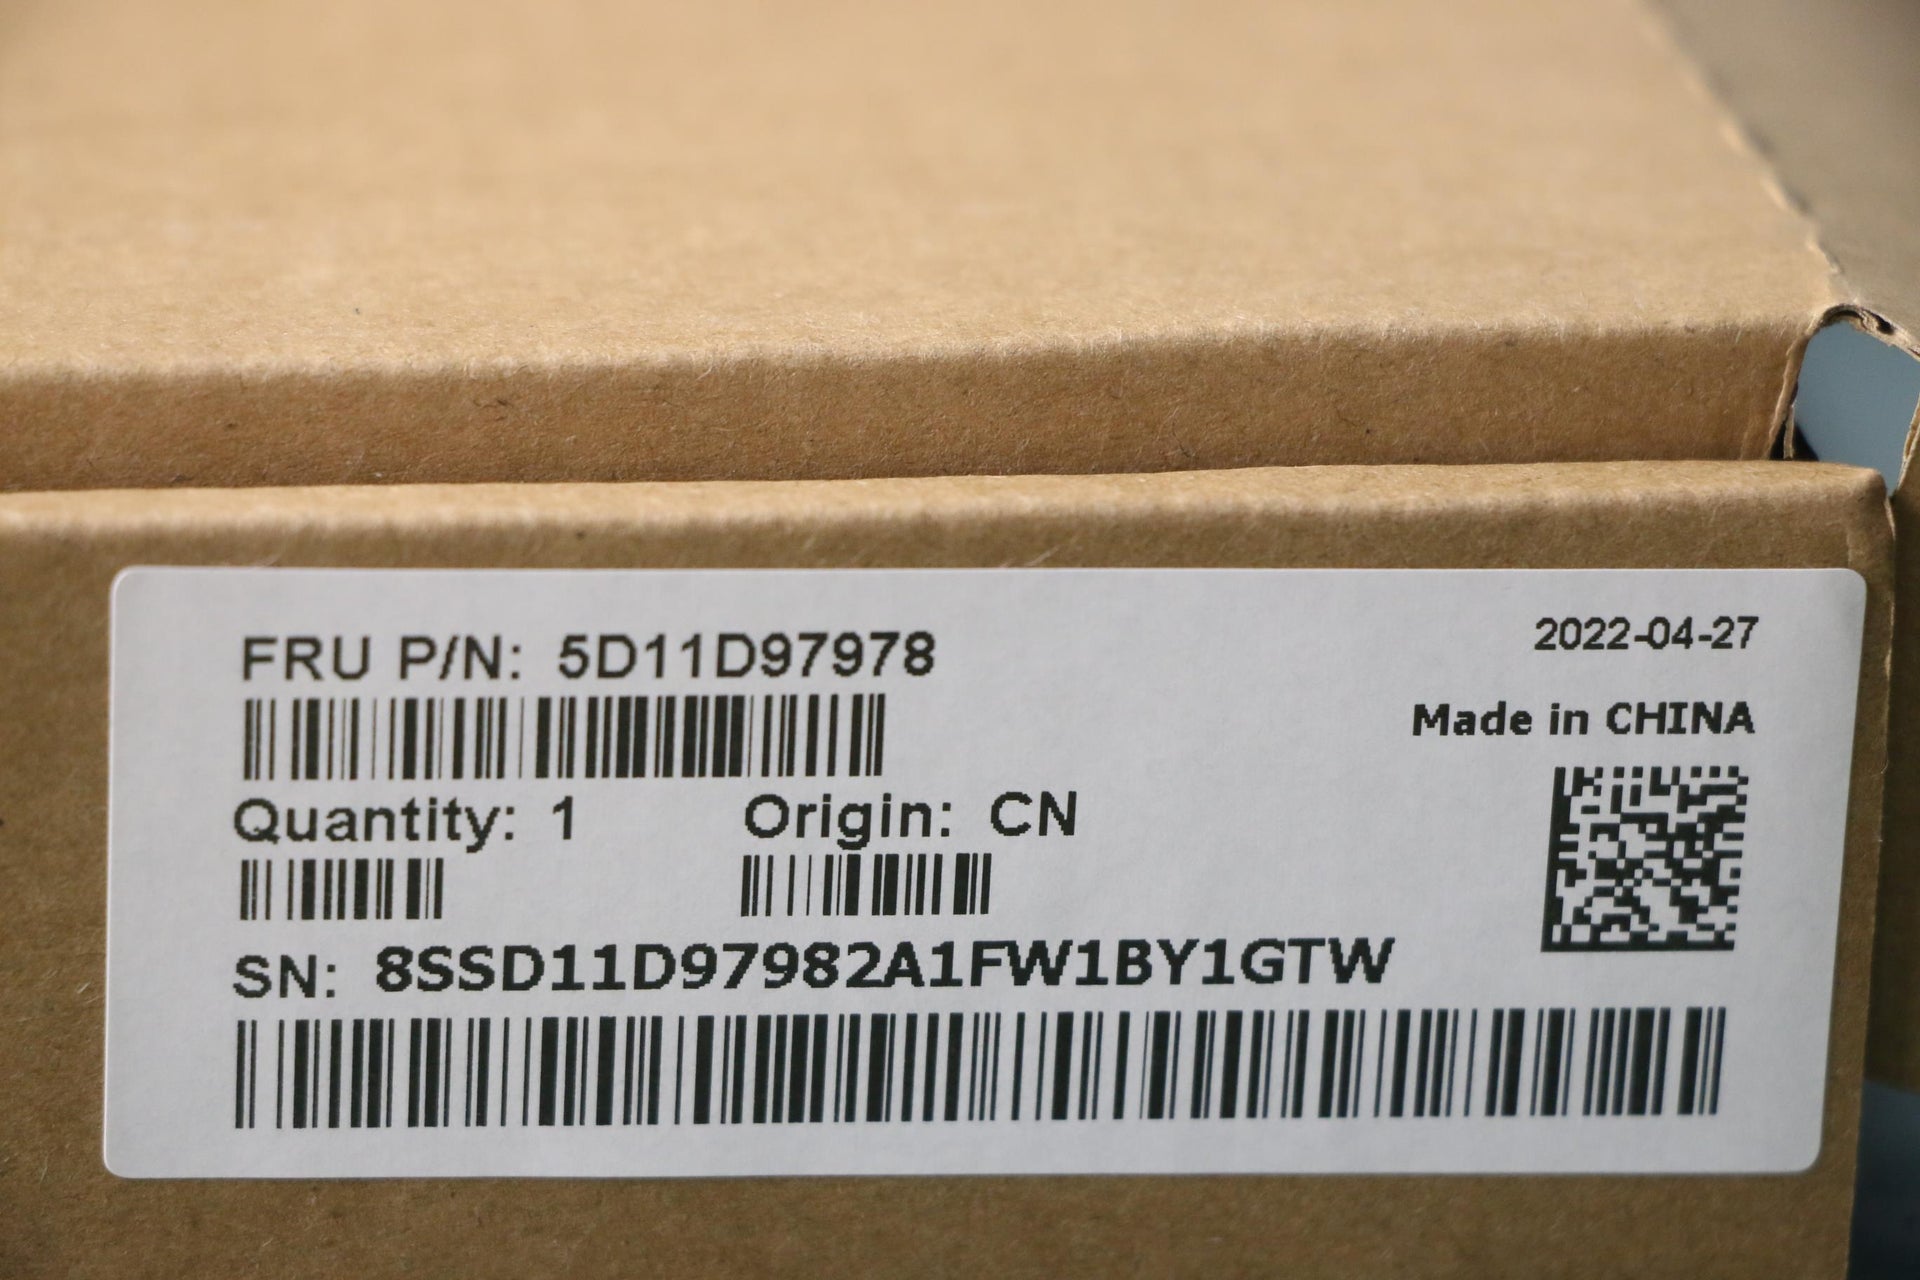 FRU P/N: 5D11D97978
2022-04-27
Made in CHINA
Quantity: 1
Origin: CN
SN: 8SSD11D97982A1FW1BY1GTW